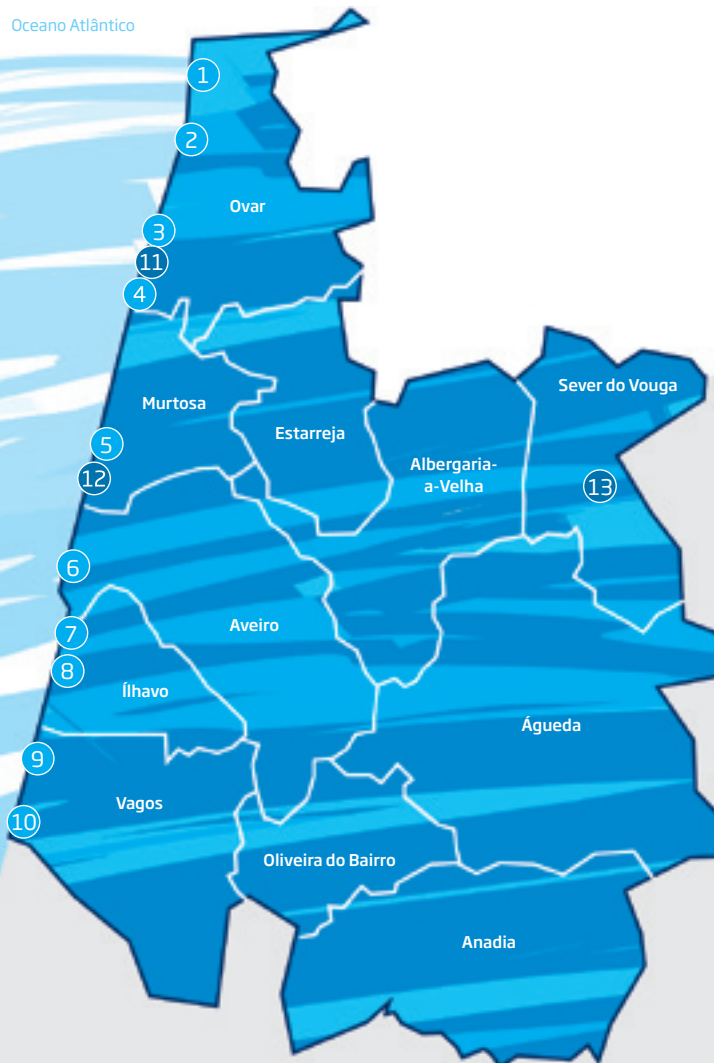 Oceano Atlântico
1
2
Ovar
3
11
4
Sever do Vouga
Murtosa
Estarreja
5
Albergaria-
a-Velha
12
13
6
Aveiro
7
8
Ílhavo
Águeda
9
Vagos
10
Oliveira do Bairro
Anadia